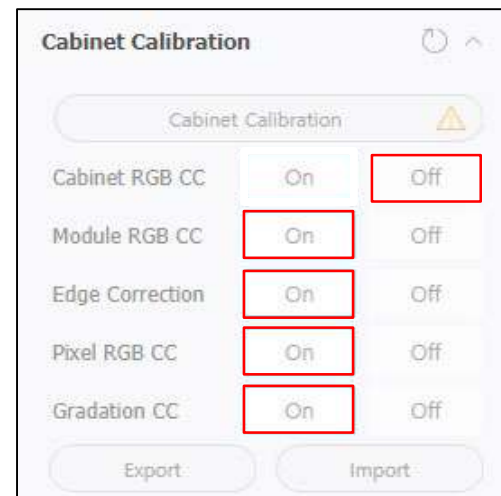 Cabinet Calibration
Cabinet Calibration
Cabinet RGB CC On Off
Module RGB CC On Off
Edge Correction On Off
Pixel RGB CC On Off
Gradation CC On Off
Export Import